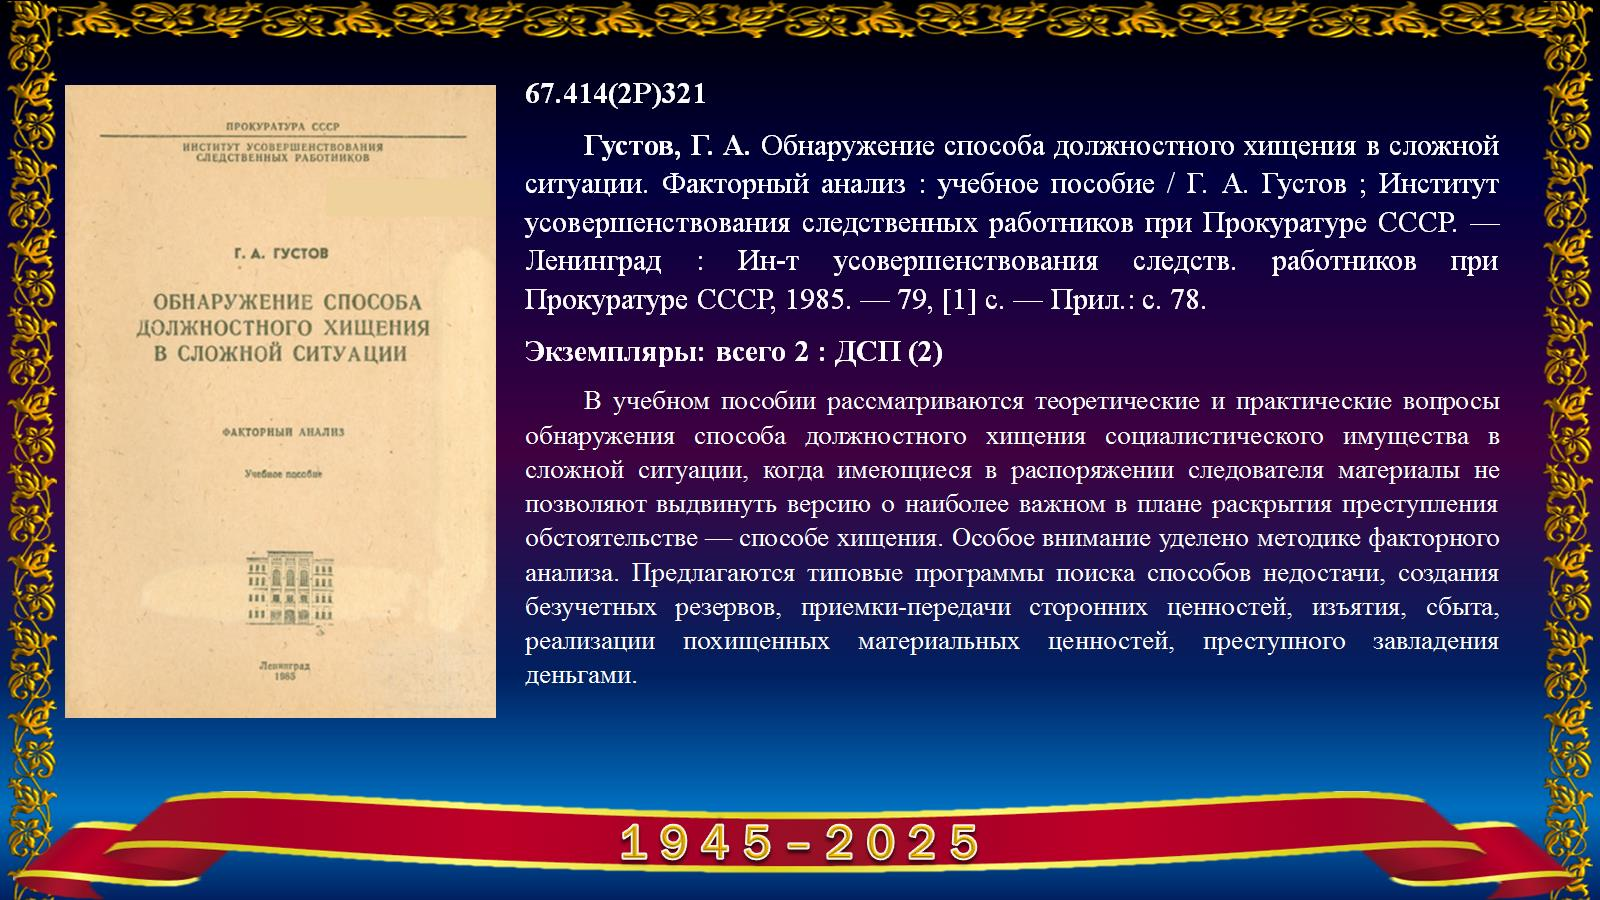 ПРОКУРАТУРА СССР
ИНСТИТУТ УСОВЕРШЕНСТВОВАНИЯ
СЛЕДСТВЕННЫХ РАБОТНИКОВ
Г. А. ГУСТОВ
ОБНАРУЖЕНИЕ СПОСОБА
ДОЛЖНОСТНОГО ХИЩЕНИЯ
В СЛОЖНОЙ СИТУАЦИИ
ФАКТОРНЫЙ АНАЛИЗ
Учебное пособие
Ленинград
1985
67.414(2Р)321
Густов, Г. А. Обнаружение способа должностного хищения в сложной
ситуации. Факторный анализ : учебное пособие / Г. А. Густов ; Институт
усовершенствования следственных работников при Прокуратуре СССР. —
Ленинград : Ин-т усовершенствования следств. работников при
Прокуратуре СССР, 1985. — 79, [1] с. — Прил.: с. 78.
Экземпляры: всего 2 : ДСП (2)
В учебном пособии рассматриваются теоретические и практические вопросы
обнаружения способа должностного хищения социалистического имущества в
сложной ситуации, когда имеющиеся в распоряжении следователя материалы не
позволяют выдвинуть версию о наиболее важном в плане раскрытия преступления
обстоятельстве — способе хищения. Особое внимание уделено методике факторного
анализа. Предлагаются типовые программы поиска способов недостачи, создания
безучетных резервов, приемки-передачи сторонних ценностей, изъятия, сбыта,
реализации похищенных материальных ценностей, преступного завладения
деньгами.
1945–2025